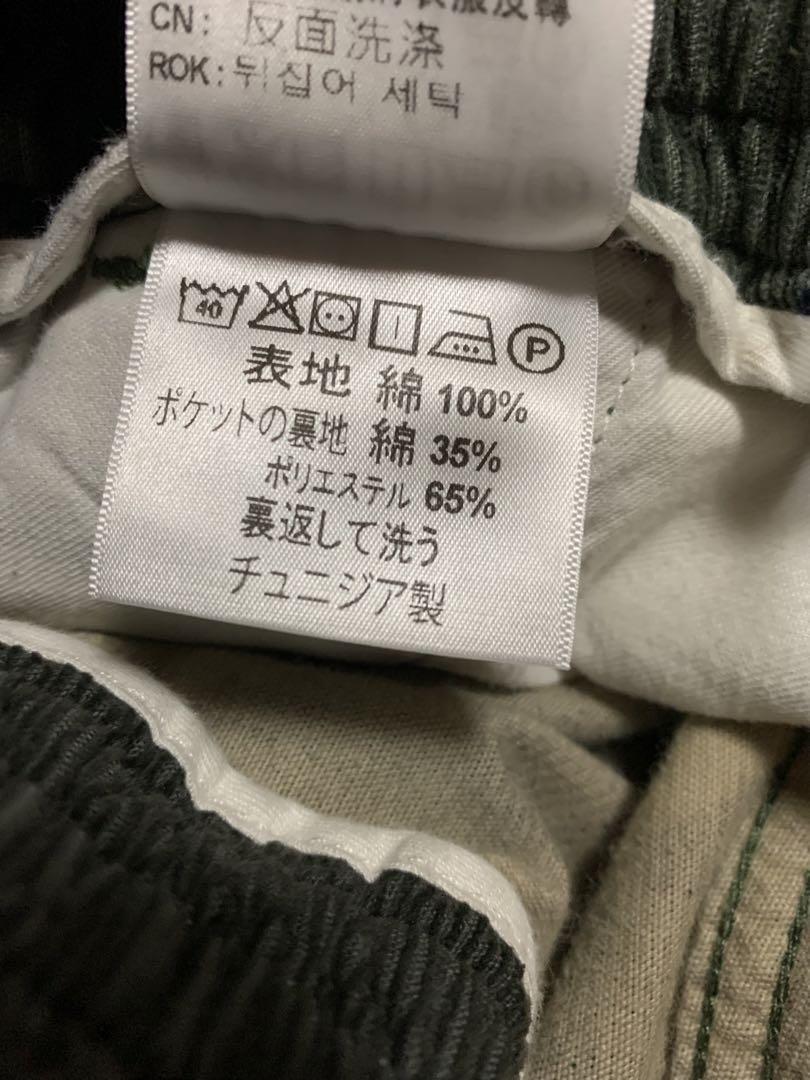 CN: 反面洗涤
ROK: 뒤집어 세탁
40
P
表地 綿 100%
ポケットの裏地 綿 35%
ポリエステル 65%
裏返して洗う
チュニジア製